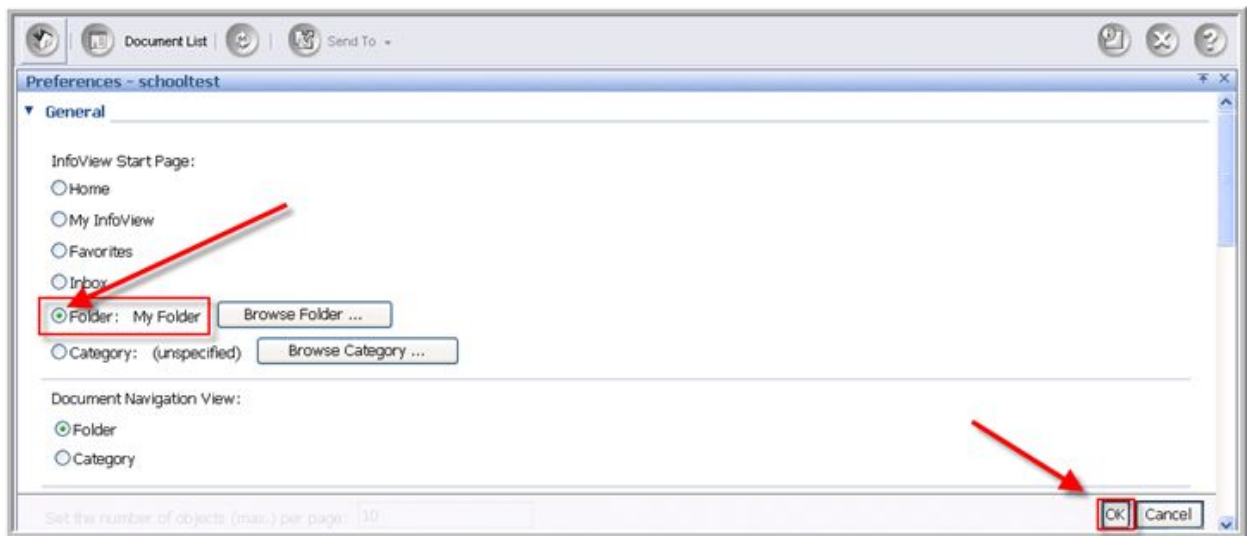 Document List Send To
Preferences - schooltest
General
InfoView Start Page:
Home
My InfoView
Favorites
Inbox
Folder: My Folder Browse Folder ...
Category: (unspecified) Browse Category ...
Document Navigation View:
Folder
Category
Set the number of objects (max.) per page: 10
OK Cancel